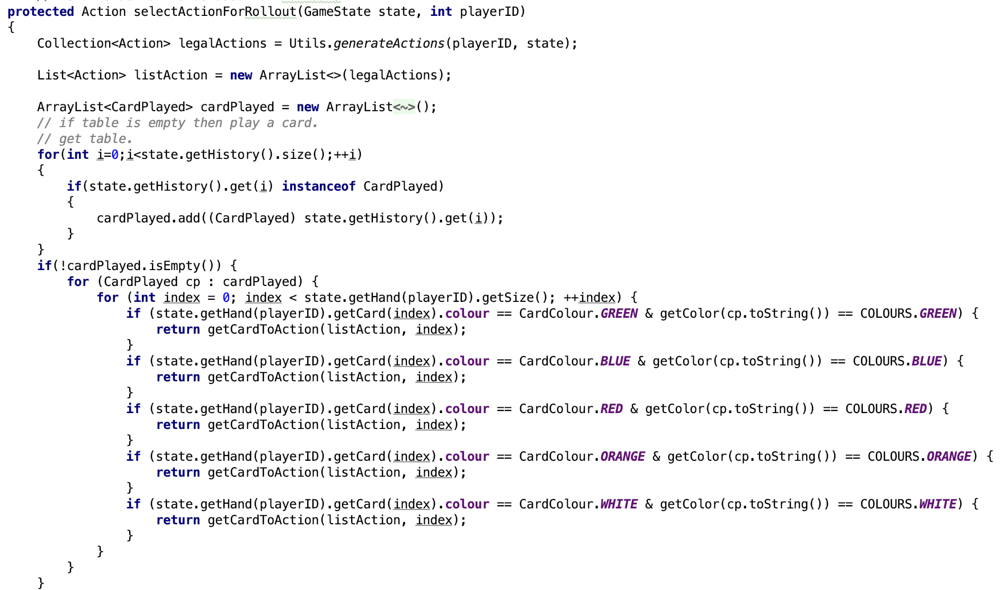 protected Action selectActionForRollout(GameState state, int playerID)
{
    Collection<Action> legalActions = Utils.generateActions(playerID, state);

    List<Action> listAction = new ArrayList<>(legalActions);

    ArrayList<CardPlayed> cardPlayed = new ArrayList<~>();
    // if table is empty then play a card.
    // get table.
    for(int i=0;i<state.getHistory().size();++i)
    {
        if(state.getHistory().get(i) instanceof CardPlayed)
        {
            cardPlayed.add((CardPlayed) state.getHistory().get(i));
        }
    }
    if(!cardPlayed.isEmpty()) {
        for (CardPlayed cp : cardPlayed) {
            for (int index = 0; index < state.getHand(playerID).getSize(); ++index) {
                if (state.getHand(playerID).getCard(index).colour == CardColour.GREEN & getColor(cp.toString()) == COLOURS.GREEN) {
                    return getCardToAction(listAction, index);
                }
                if (state.getHand(playerID).getCard(index).colour == CardColour.BLUE & getColor(cp.toString()) == COLOURS.BLUE) {
                    return getCardToAction(listAction, index);
                }
                if (state.getHand(playerID).getCard(index).colour == CardColour.RED & getColor(cp.toString()) == COLOURS.RED) {
                    return getCardToAction(listAction, index);
                }
                if (state.getHand(playerID).getCard(index).colour == CardColour.ORANGE & getColor(cp.toString()) == COLOURS.ORANGE) {
                    return getCardToAction(listAction, index);
                }
                if (state.getHand(playerID).getCard(index).colour == CardColour.WHITE & getColor(cp.toString()) == COLOURS.WHITE) {
                    return getCardToAction(listAction, index);
                }
            }
        }
    }